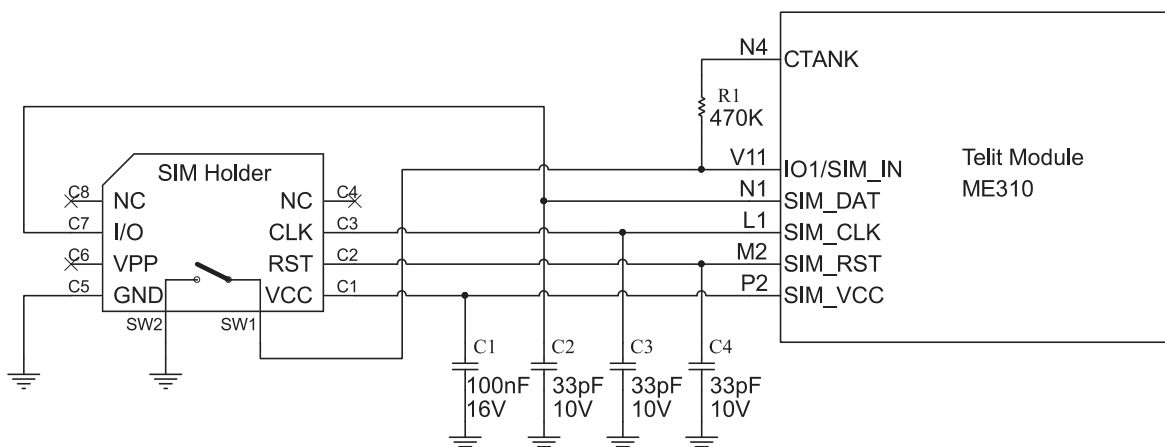 N4
CTANK
R1
470K
Telit Module
ME310
V11
IO1/SIM_IN
N1
SIM_DAT
L1
SIM_CLK
M2
SIM_RST
P2
SIM_VCC
SIM Holder
C8
NC
NC
C4
C7
I/O
CLK
C3
C6
VPP
RST
C2
C5
GND
VCC
C1
SW2
SW1
C1
100nF
16V
C2
33pF
10V
C3
33pF
10V
C4
33pF
10V